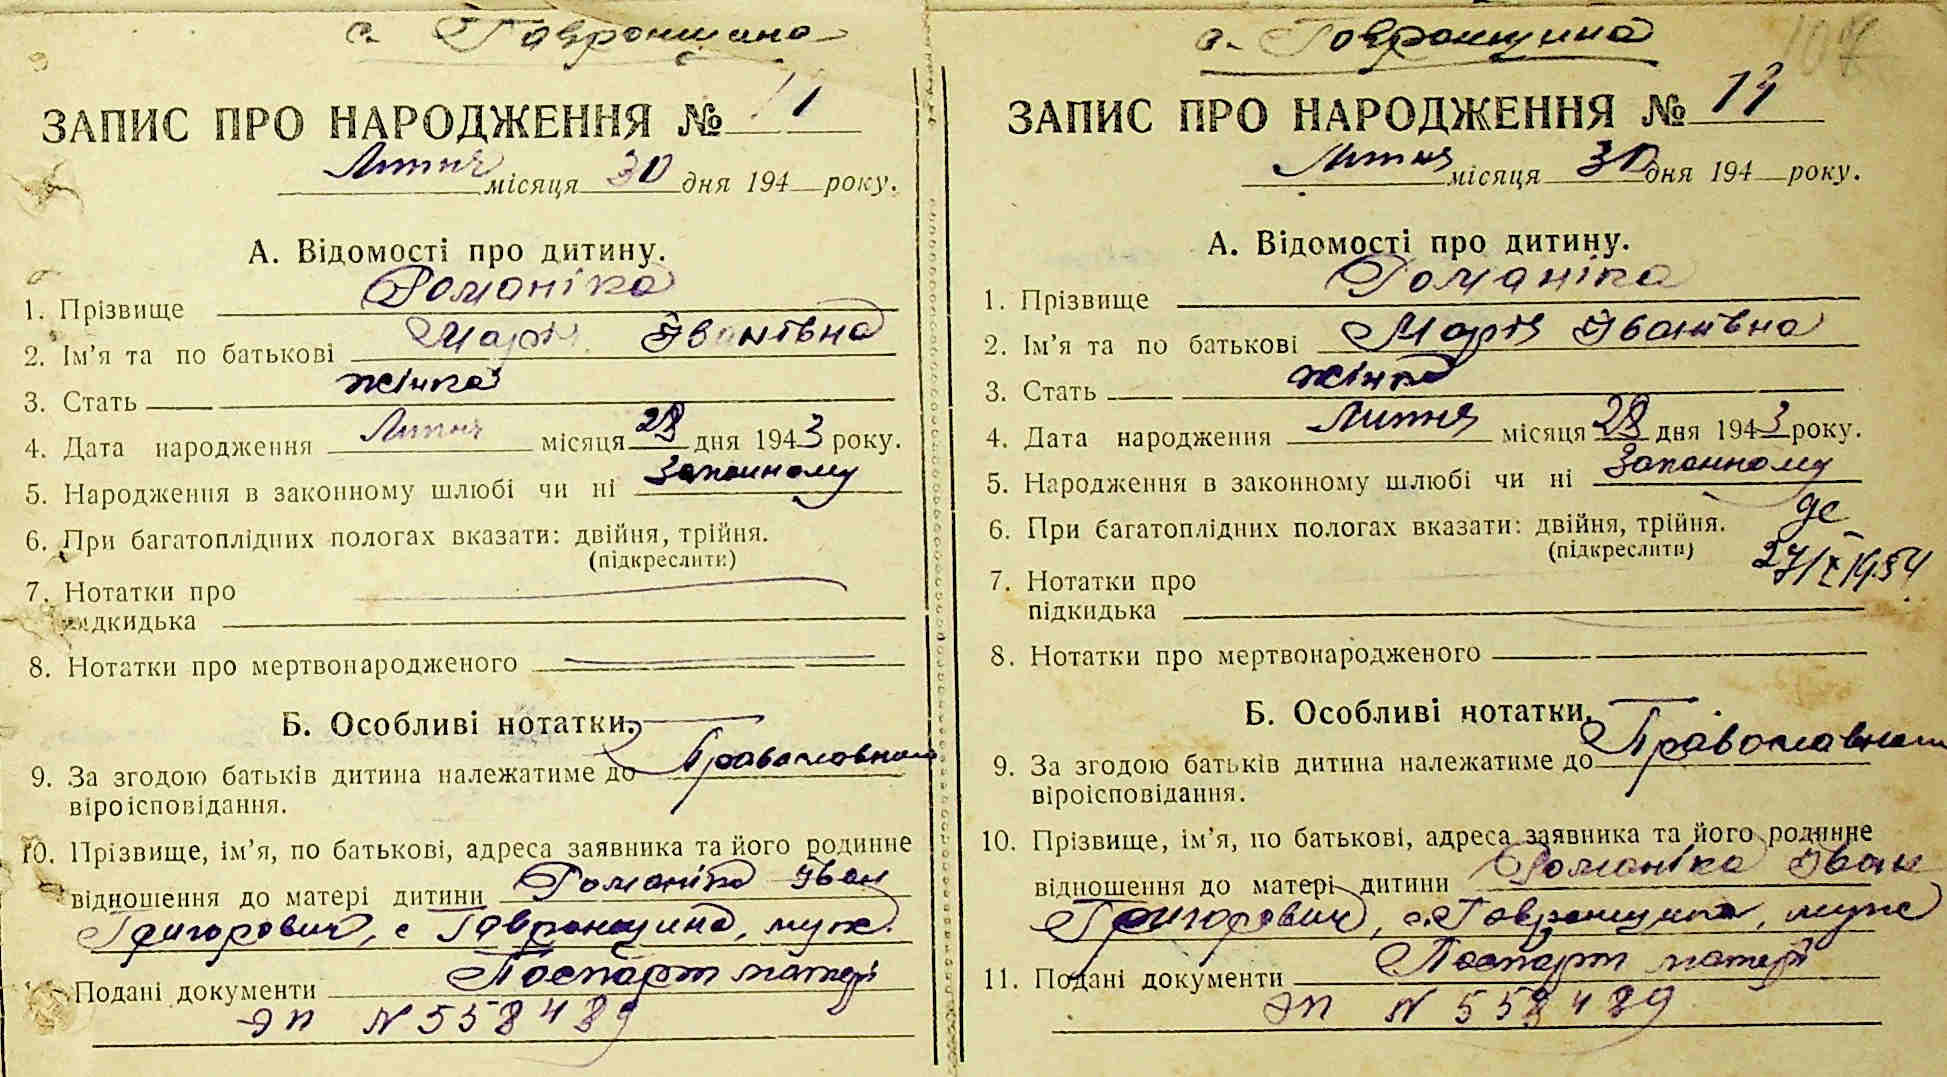 с. Гавронщина
ЗАПИС ПРО НАРОДЖЕННЯ № 11
Липня місяця 30 дня 194 року.
А. Відомості про дитину.
1. Прізвище Романіка
2. Ім'я та по батькові Марія Іванівна
3. Стать жінка
4. Дата народження Липня місяця 28 дня 1943 року.
5. Народження в законному шлюбі чи ні Законному
6. При багатоплідних пологах вказати: двійня, трійня.
(підкреслити)
7. Нотатки про
підкидька
8. Нотатки про мертвонародженого
Б. Особливі нотатки.
9. За згодою батьків дитина належатиме до Православного
віроісповідання.
10. Прізвище, ім'я, по батькові, адреса заявника та його родинне
відношення до матері дитини Романіка Іван
Григорович, с Гавронщина, муж.
Подані документи Паспорт матері
ЭП N 558489
с. Гавронщина
107
ЗАПИС ПРО НАРОДЖЕННЯ № 11
Липня місяця 30 дня 194 року.
А. Відомості про дитину.
1. Прізвище Романіка
2. Ім'я та по батькові Марія Іванівна
3. Стать жінка
4. Дата народження Липня місяця 28 дня 1943 року.
5. Народження в законному шлюбі чи ні Законному
6. При багатоплідних пологах вказати: двійня, трійня.
(підкреслити)
7. Нотатки про
підкидька
8. Нотатки про мертвонародженого
Б. Особливі нотатки.
9. За згодою батьків дитина належатиме до Православного
віроісповідання.
10. Прізвище, ім'я, по батькові, адреса заявника та його родинне
відношення до матері дитини Романіка Іван
Григорович, с. Гавронщина, муж
11. Подані документи Паспорт матері
ЭП N 558489